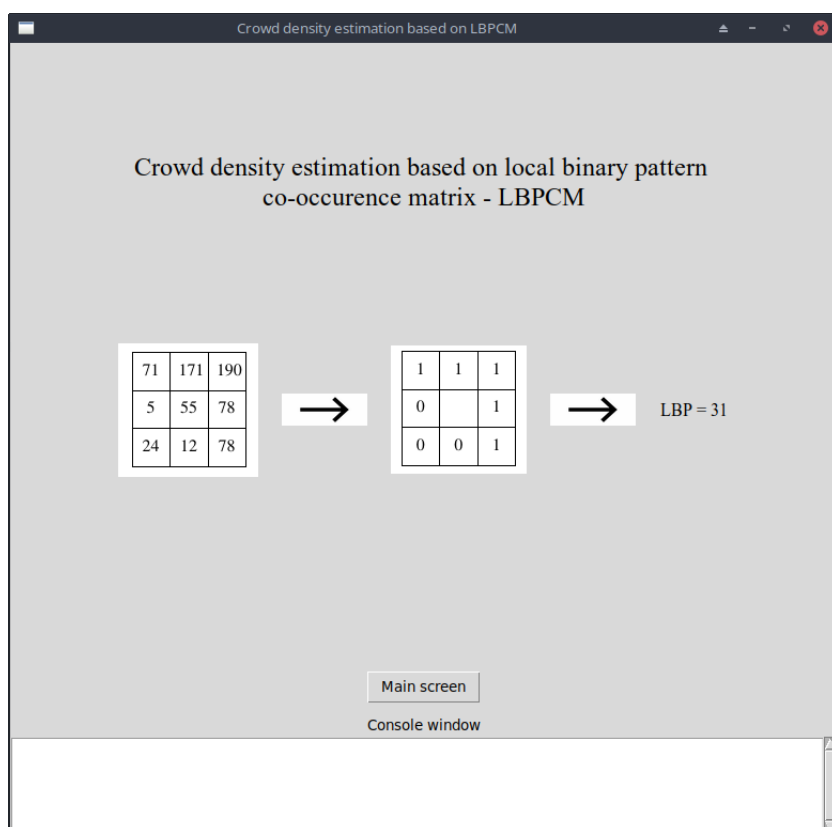 Crowd density estimation based on LBPCM
Crowd density estimation based on local binary pattern
co-occurence matrix - LBPCM
71 171 190
5 55 78
24 12 78
1 1 1
0 1
0 0 1
LBP = 31
Main screen
Console window